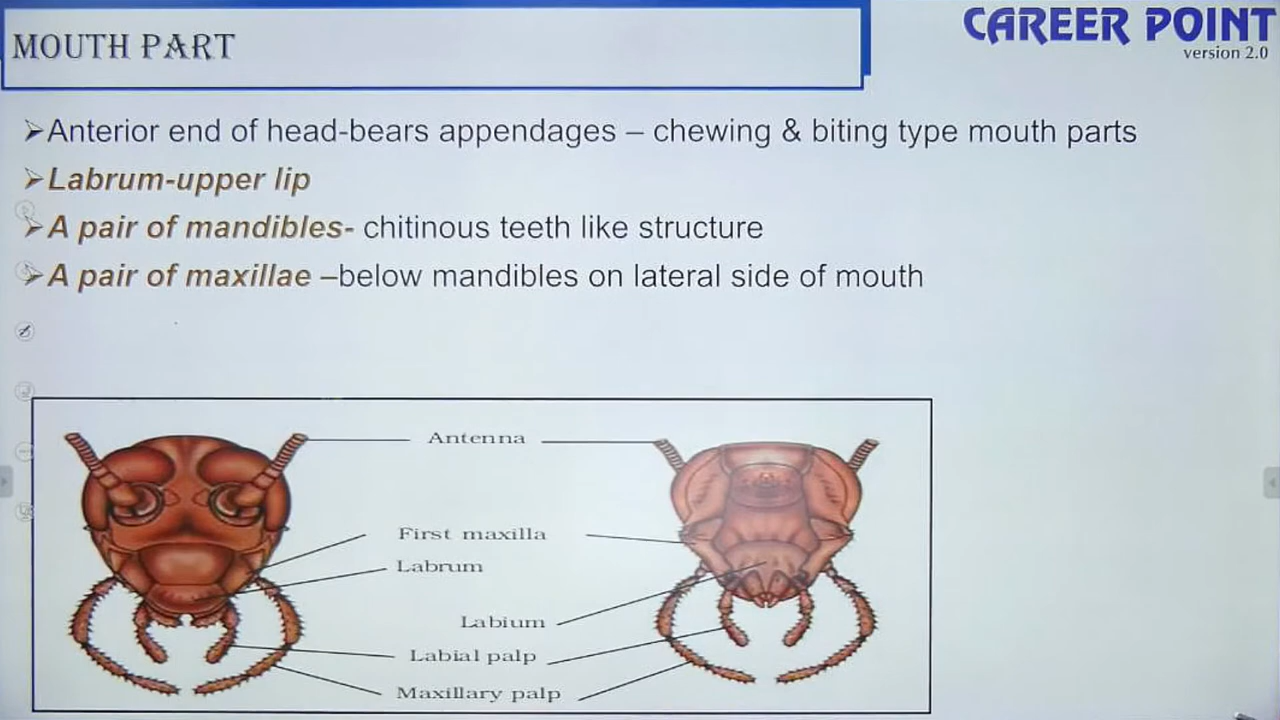 MOUTH PART
CAREER POINT
version 2.0
➢Anterior end of head-bears appendages – chewing & biting type mouth parts
➢Labrum-upper lip
➢A pair of mandibles- chitinous teeth like structure
➢A pair of maxillae –below mandibles on lateral side of mouth
Antenna
First maxilla
Labrum
Labium
Labial palp
Maxillary palp